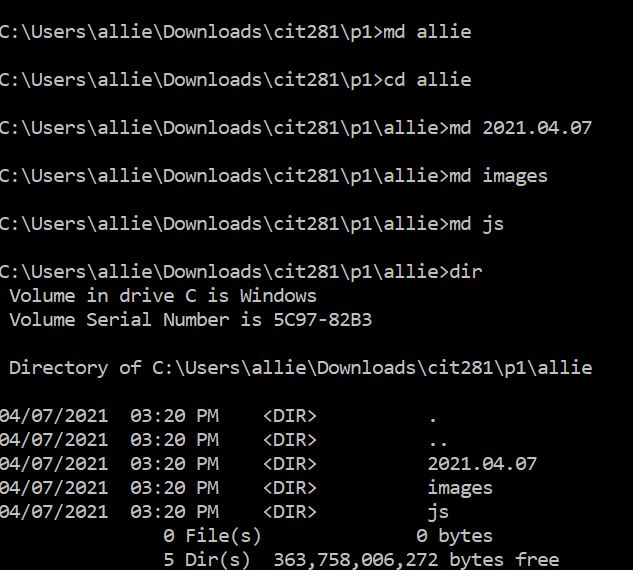 C:\Users\allie\Downloads\cit281\p1>md allie
C:\Users\allie\Downloads\cit281\p1>cd allie
C:\Users\allie\Downloads\cit281\p1\allie>md 2021.04.07
C:\Users\allie\Downloads\cit281\p1\allie>md images
C:\Users\allie\Downloads\cit281\p1\allie>md js
C:\Users\allie\Downloads\cit281\p1\allie>dir
Volume in drive C is Windows
Volume Serial Number is 5C97-82B3
Directory of C:\Users\allie\Downloads\cit281\p1\allie
04/07/2021  03:20 PM    <DIR>          .
04/07/2021  03:20 PM    <DIR>          ..
04/07/2021  03:20 PM    <DIR>          2021.04.07
04/07/2021  03:20 PM    <DIR>          images
04/07/2021  03:20 PM    <DIR>          js
0 File(s)              0 bytes
5 Dir(s)  363,758,006,272 bytes free